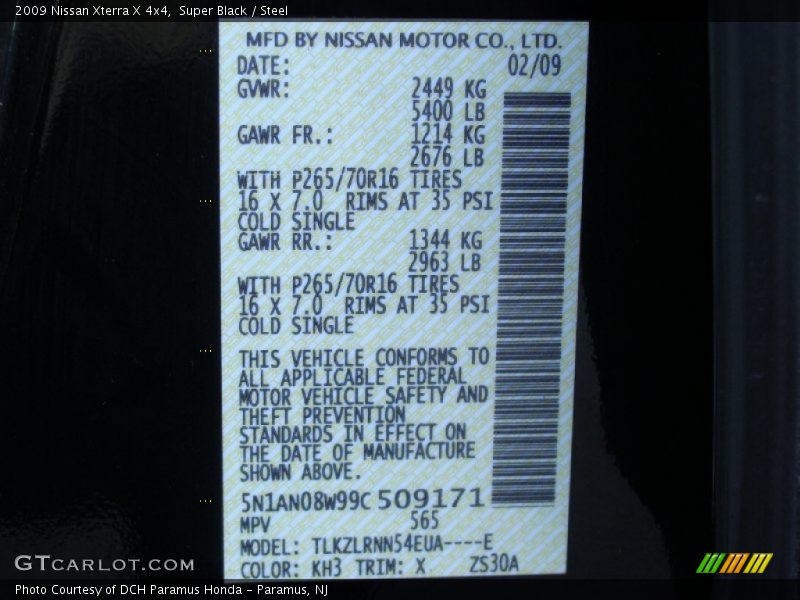 2009 Nissan Xterra X 4x4,  Super Black / Steel
MFD BY NISSAN MOTOR CO., LTD.
DATE: 02/09
GVWR: 2449 KG
5400 LB
GAWR FR.: 1214 KG
2676 LB
WITH P265/70R16 TIRES
16 X 7.0 RIMS AT 35 PSI
COLD SINGLE
GAWR RR.: 1344 KG
2963 LB
WITH P265/70R16 TIRES
16 X 7.0 RIMS AT 35 PSI
COLD SINGLE
THIS VEHICLE CONFORMS TO
ALL APPLICABLE FEDERAL
MOTOR VEHICLE SAFETY AND
THEFT PREVENTION
STANDARDS IN EFFECT ON
THE DATE OF MANUFACTURE
SHOWN ABOVE.
5N1AN08W99C509171
MPV 565
MODEL: TLKZLRNN54EUA----E
COLOR: KH3 TRIM: X ZS30A
GTCARLOT.COM
Photo Courtesy of DCH Paramus Honda - Paramus, NJ